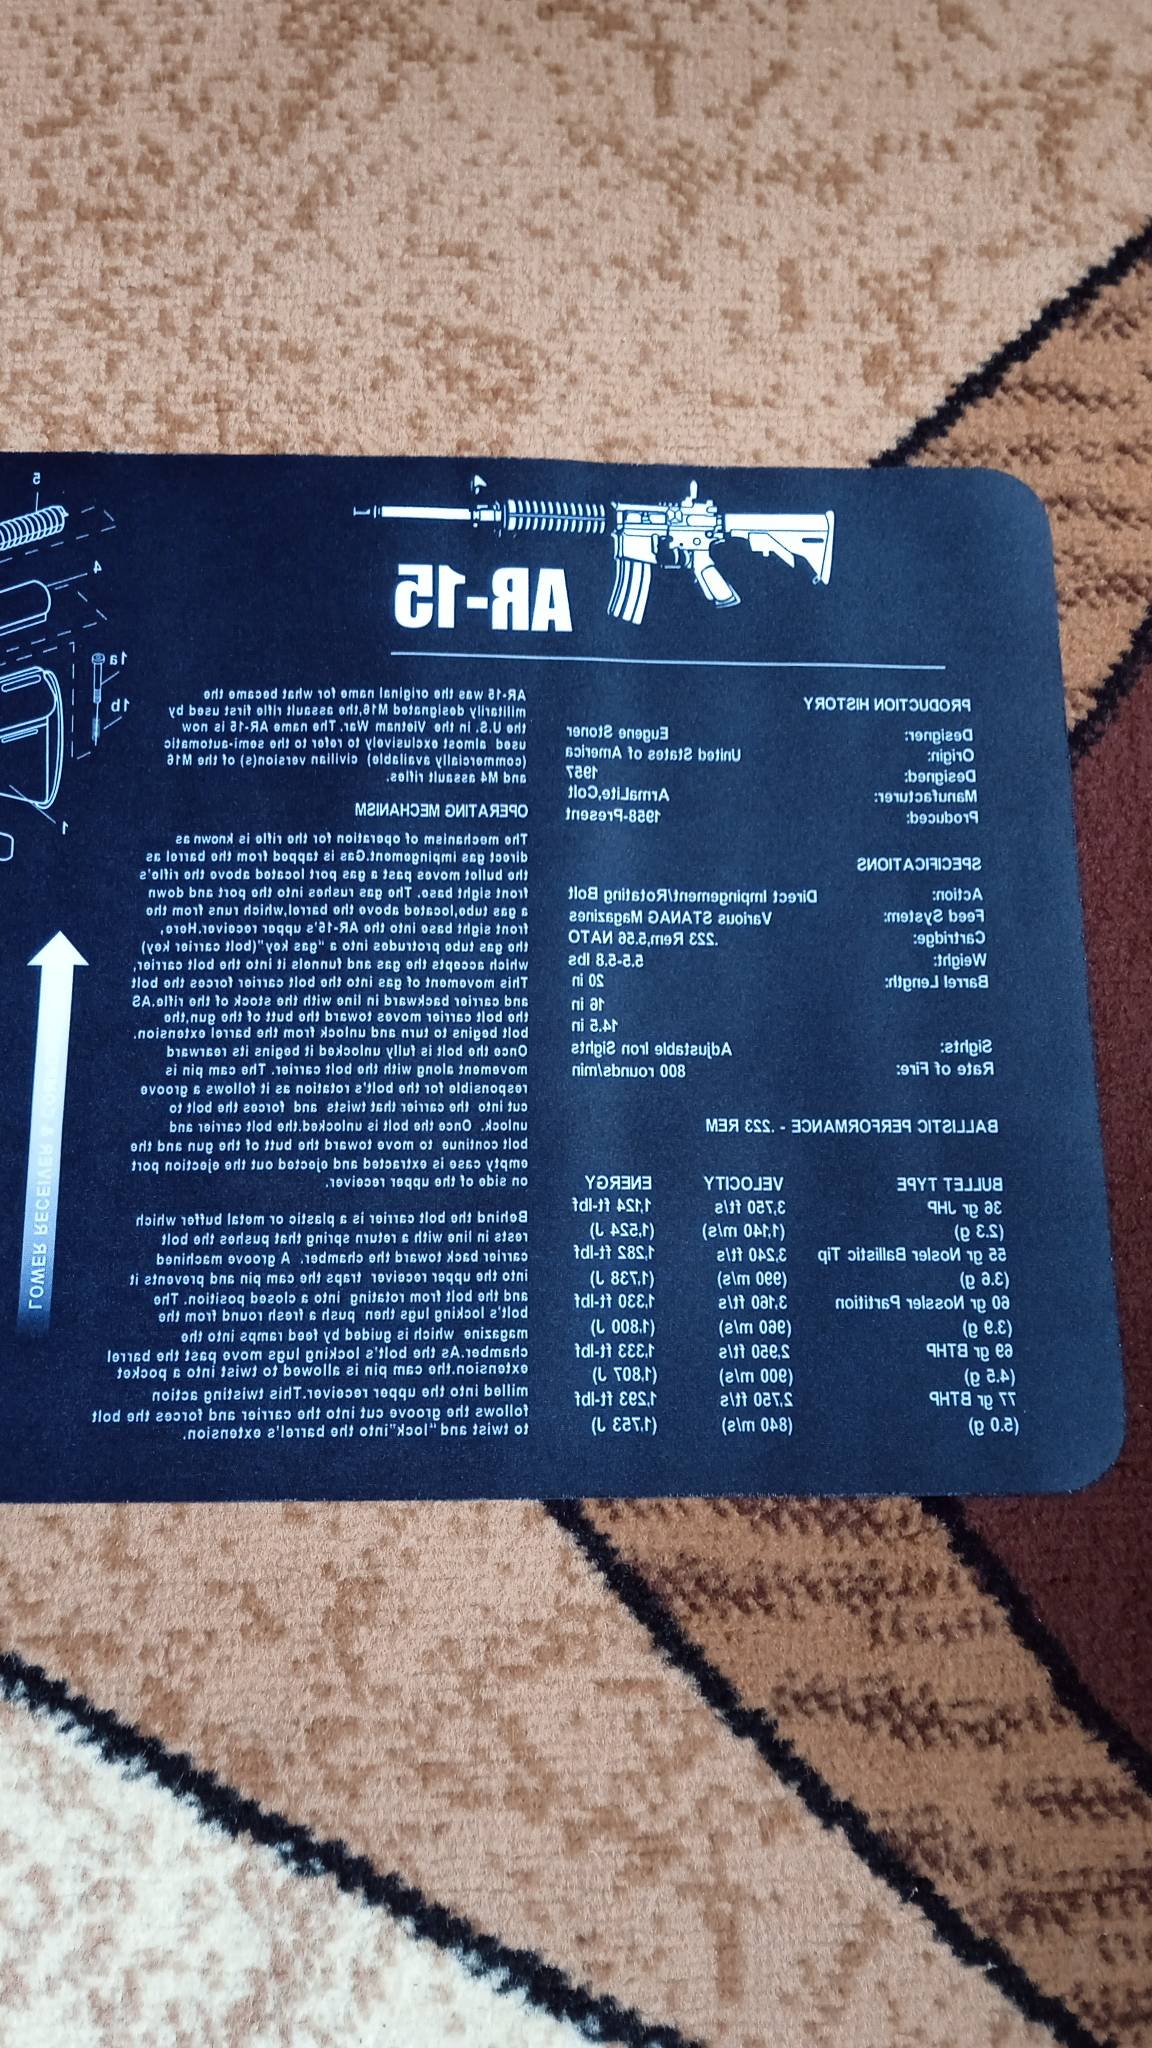 AR-15
PRODUCTION HISTORY
Designer: Eugene Stoner
Origin: United States of America
Designed: 1957
Manufacturer: ArmaLite,Colt
Produced: 1958-Present
SPECIFICATIONS
Action: Direct Impingement/Rotating Bolt
Feed System: Various STANAG Magazines
Cartridge: .223 Rem,5.56 NATO
Weight: 5.5-5.8 lbs
Barrel Length: 20 in
16 in
14.5 in
Sights: Adjustable Iron Sights
Rate of Fire: 800 rounds/min
BALLISTIC PERFORMANCE - .223 REM
BULLET TYPE VELOCITY ENERGY
36 gr JHP 3,750 ft/s 1,124 ft-lbf
(2.3 g) (1,140 m/s) (1,524 J)
55 gr Nosler Ballistic Tip 3,240 ft/s 1,282 ft-lbf
(3.6 g) (990 m/s) (1,738 J)
60 gr Nossler Partition 3,160 ft/s 1,330 ft-lbf
(3.9 g) (960 m/s) (1,800 J)
69 gr BTHP 2,950 ft/s 1,333 ft-lbf
(4.5 g) (900 m/s) (1,807 J)
77 gr BTHP 2,750 ft/s 1,293 ft-lbf
(5.0 g) (840 m/s) (1,753 J)
AR-15 was the original name for what became the
militarily designated M16,the assault rifle first used by
the U.S. in the Vietnam War. The name AR-15 is now
used almost exclusively to refer to the semi-automatic
(commercially available) civilian version(s) of the M16
and M4 assault rifles.
OPERATING MECHANISM
The mechanism of operation for the rifle is known as
direct gas impingement.Gas is tapped from the barrel as
the bullet moves past a gas port located above the rifle's
front sight base. The gas rushes into the port and down
a gas tube,located above the barrel,which runs from the
front sight base into the AR-15's upper receiver.Here,
the gas tube protrudes into a "gas key"(bolt carrier key)
which accepts the gas and funnels it into the bolt carrier,
This movement of gas into the bolt carrier forces the bolt
and carrier backward in line with the stock of the rifle.AS
the bolt carrier moves toward the butt of the gun,the
bolt begins to turn and unlock from the barrel extension.
Once the bolt is fully unlocked it begins its rearward
movement along with the bolt carrier. The cam pin is
responsible for the bolt's rotation as it follows a groove
cut into the carrier that twists and forces the bolt to
unlock. Once the bolt is unlocked.the bolt carrier and
bolt continue to move toward the butt of the gun and the
empty case is extracted and ejected out the ejection port
on side of the upper receiver.
Behind the bolt carrier is a plastic or metal buffer which
rests in line with a return spring that pushes the bolt
carrier back toward the chamber. A groove machined
into the upper receiver traps the cam pin and prevents it
and the bolt from rotating into a closed position. The
bolt's locking lugs then push a fresh round from the
magazine which is guided by feed ramps into the
chamber.As the bolt's locking lugs move past the barrel
extension.the cam pin is allowed to twist into a pocket
milled into the upper receiver.This twisting action
follows the groove cut into the carrier and forces the bolt
to twist and "lock"into the barrel's extension.
5
4
1a
1b
1
LOWER RECEIVER